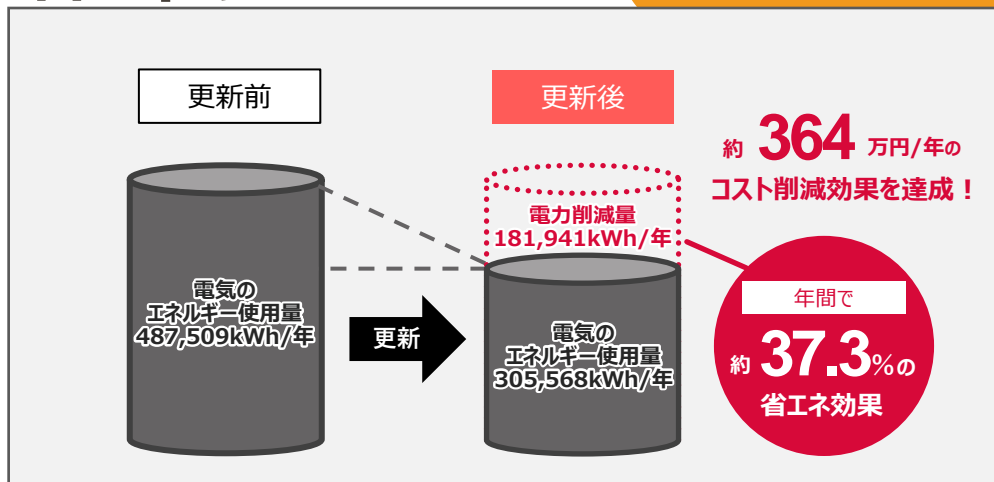 更新前
更新後
約 364 万円/年の
コスト削減効果を達成！
電力削減量
181,941kWh/年
電気の
エネルギー使用量
487,509kWh/年
更新
電気の
エネルギー使用量
305,568kWh/年
年間で
約 37.3%の
省エネ効果